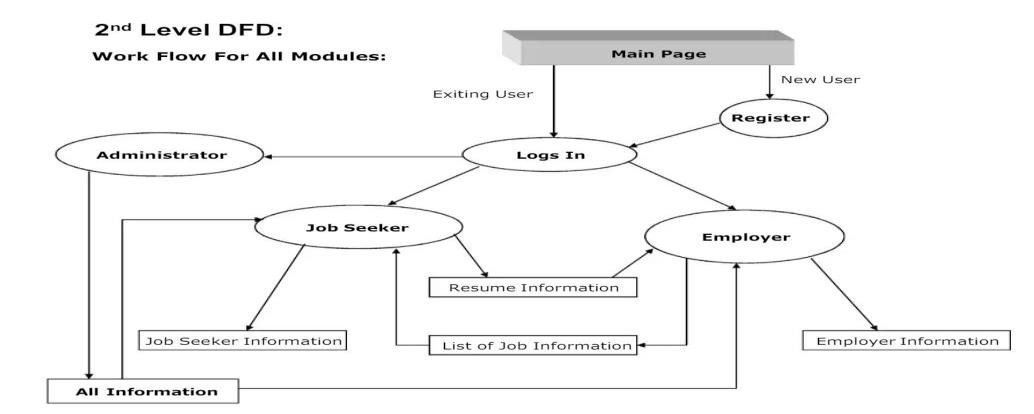 2nd Level DFD:
Work Flow For All Modules:
Main Page
New User
Exiting User
Register
Administrator
Logs In
Job Seeker
Employer
Resume Information
Job Seeker Information
List of Job Information
Employer Information
All Information